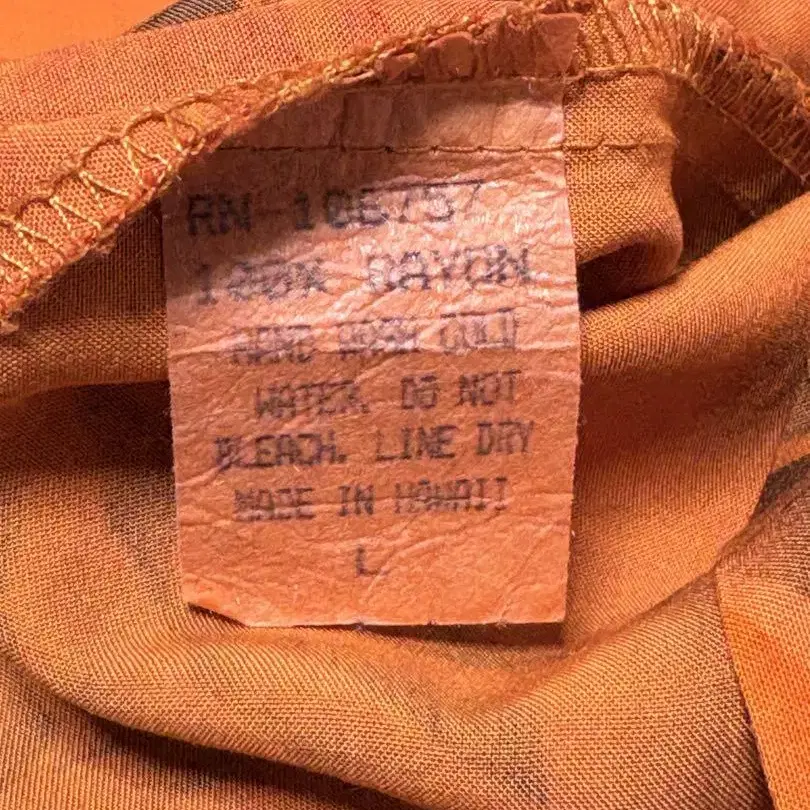 RN 106757
100% RAYON
HAND WASH COLD
WATER. DO NOT
BLEACH. LINE DRY
MADE IN HAWAII
L